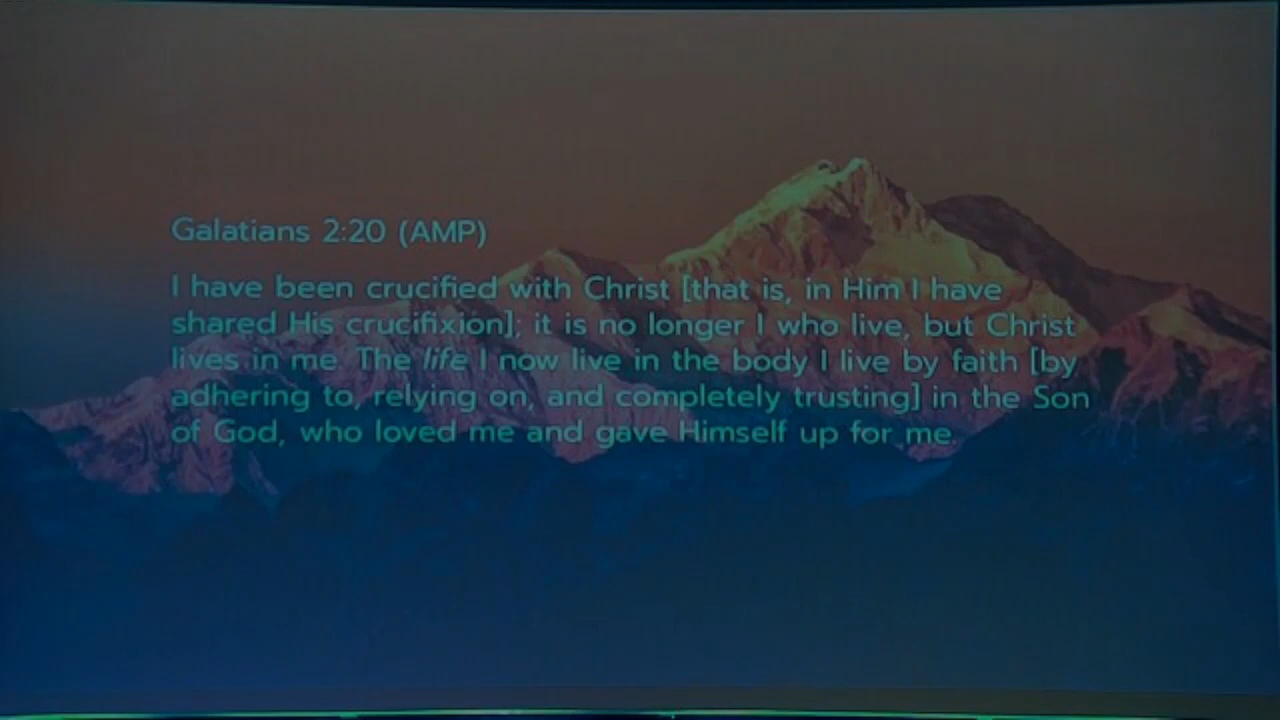 Galatians 2:20 (AMP)
I have been crucified with Christ [that is, in Him I have
shared His crucifixion]; it is no longer I who live, but Christ
lives in me. The life I now live in the body I live by faith [by
adhering to, relying on, and completely trusting] in the Son
of God, who loved me and gave Himself up for me.